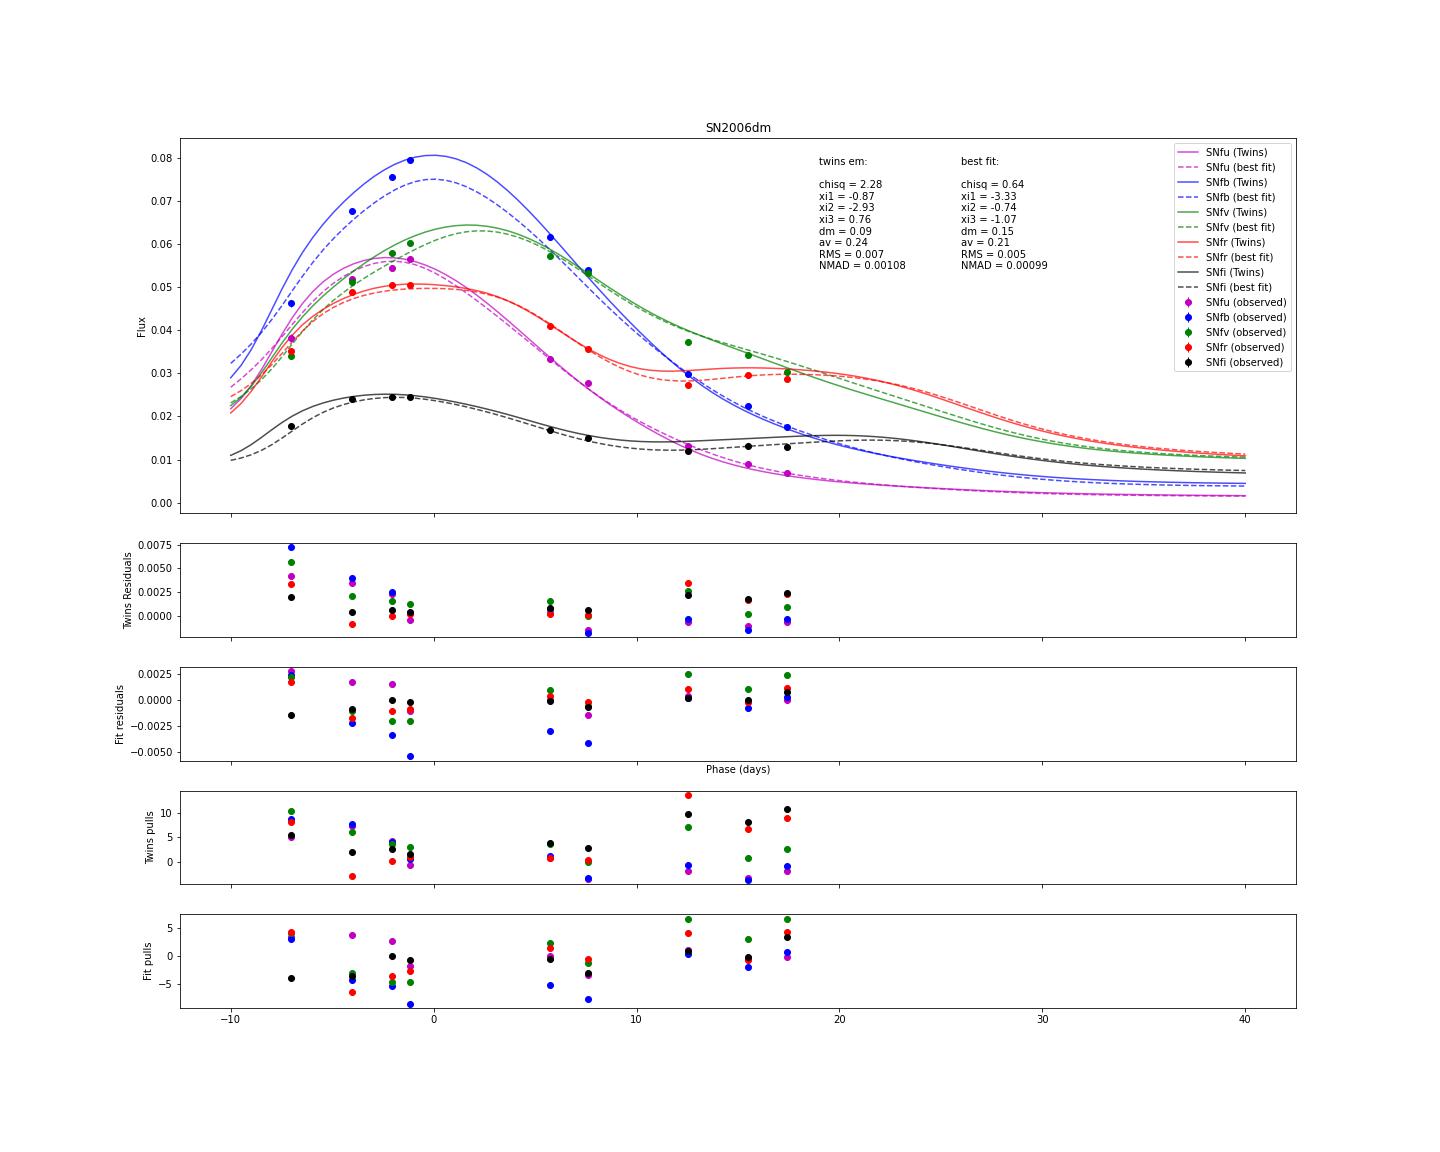 SN2006dm
0.08
0.07
0.06
0.05
0.04
0.03
0.02
0.01
0.00
Flux
twins em:
chisq = 2.28
xi1 = -0.87
xi2 = -2.93
xi3 = 0.76
dm = 0.09
av = 0.24
RMS = 0.007
NMAD = 0.00108
best fit:
chisq = 0.64
xi1 = -3.33
xi2 = -0.74
xi3 = -1.07
dm = 0.15
av = 0.21
RMS = 0.005
NMAD = 0.00099
SNfu (Twins)
SNfu (best fit)
SNfb (Twins)
SNfb (best fit)
SNfv (Twins)
SNfv (best fit)
SNfr (Twins)
SNfr (best fit)
SNfi (Twins)
SNfi (best fit)
SNfu (observed)
SNfb (observed)
SNfv (observed)
SNfr (observed)
SNfi (observed)
0.0075
0.0050
0.0025
0.0000
Twins Residuals
0.0025
0.0000
−0.0025
−0.0050
Fit residuals
Phase (days)
10
5
0
Twins pulls
5
0
−5
Fit pulls
−10
0
10
20
30
40